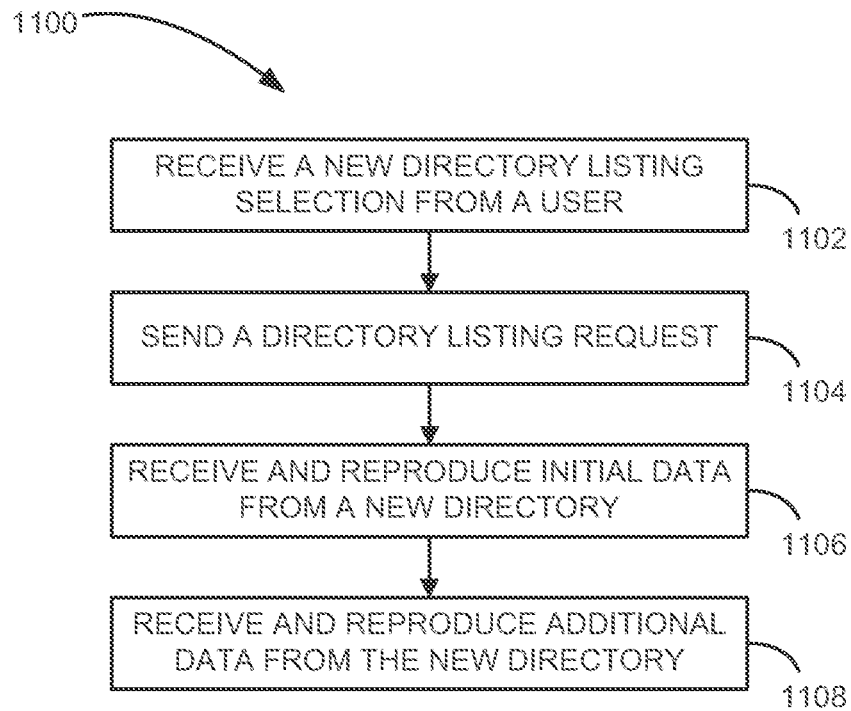 1100
RECEIVE A NEW DIRECTORY LISTING
SELECTION FROM A USER
1102
SEND A DIRECTORY LISTING REQUEST
1104
RECEIVE AND REPRODUCE INITIAL DATA
FROM A NEW DIRECTORY
1106
RECEIVE AND REPRODUCE ADDITIONAL
DATA FROM THE NEW DIRECTORY
1108